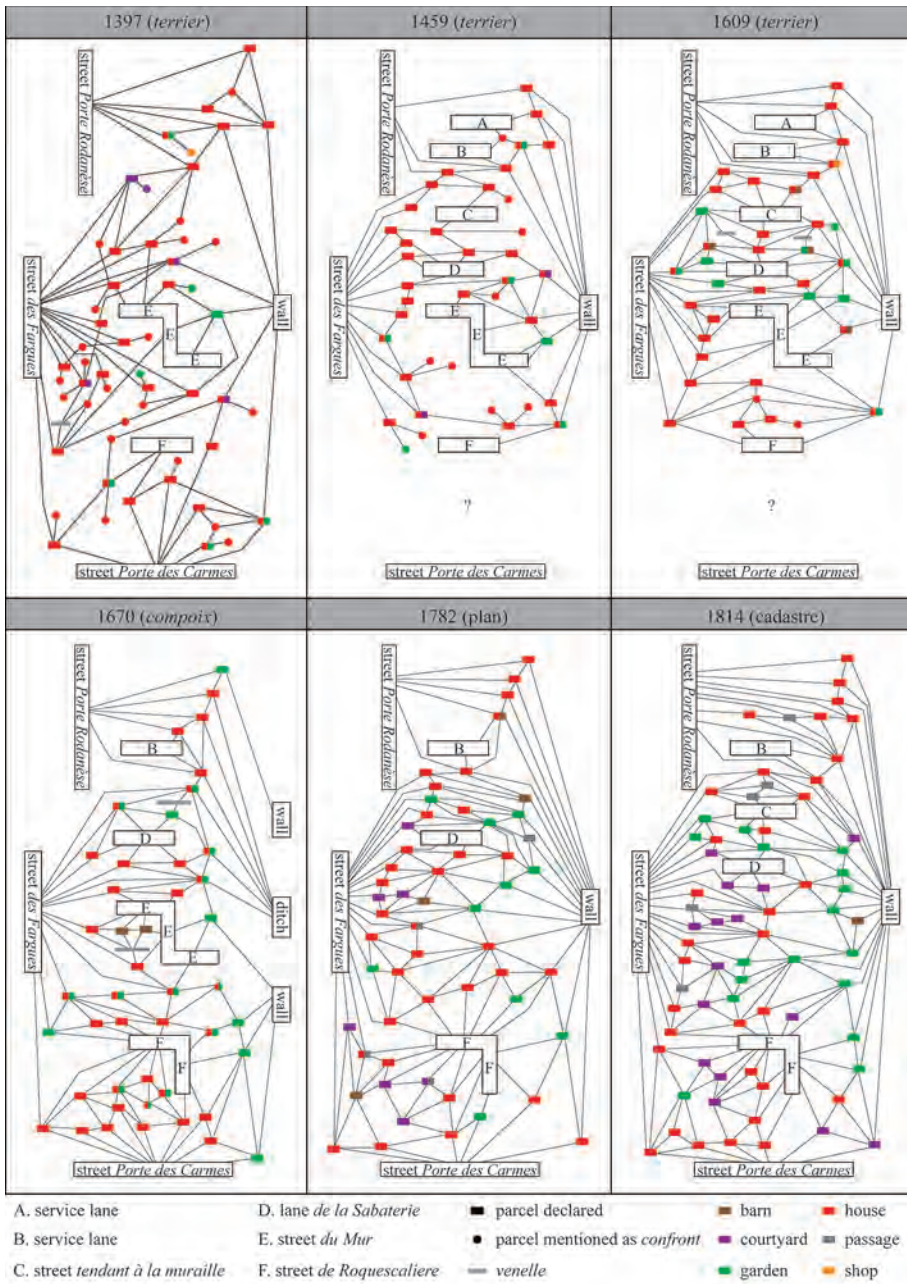 1397 (terrier)
1459 (terrier)
1609 (terrier)
street Porte Rodanèse
street des Fargues
wall
E
E
E
F
street Porte des Carmes
street Porte Rodanèse
A
B
C
street des Fargues
D
wall
E
E
E
F
?
street Porte des Carmes
street Porte Rodanèse
A
B
C
street des Fargues
D
wall
E
E
E
F
?
street Porte des Carmes
1670 (compoix)
1782 (plan)
1814 (cadastre)
street Porte Rodanèse
B
wall
D
street des Fargues
ditch
E
E
E
wall
F
F
street Porte des Carmes
street Porte Rodanèse
B
D
street des Fargues
wall
F
F
street Porte des Carmes
street Porte Rodanèse
B
C
D
street des Fargues
wall
F
F
street Porte des Carmes
A. service lane
D. lane de la Sabaterie
parcel declared
barn
house
B. service lane
E. street du Mur
parcel mentioned as confront
courtyard
passage
C. street tendant à la muraille
F. street de Roquescaliere
venelle
garden
shop